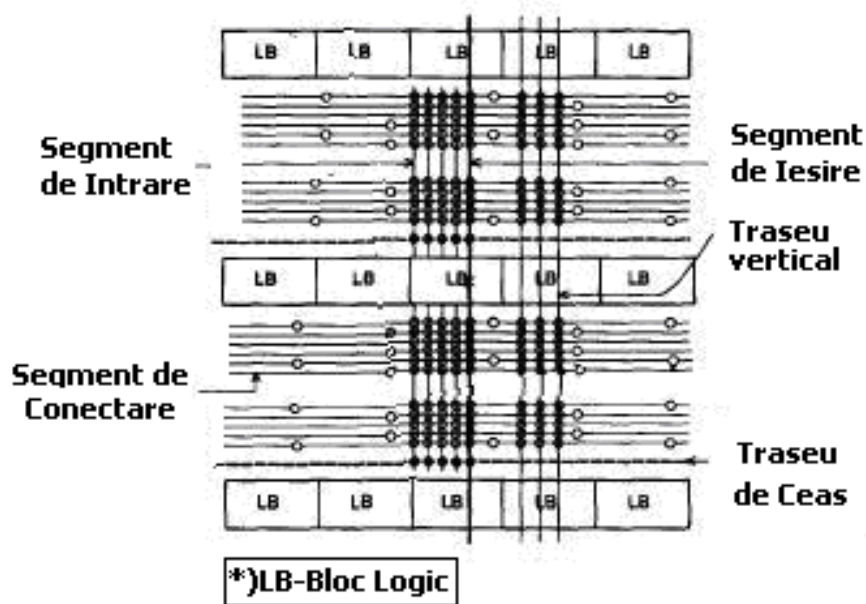 LB LB LB LB LB
Segment
de Intrare
Segment
de Iesire
Traseu
vertical
LB LB LB LB LB
Segment de
Conectare
Traseu
de Ceas
LB LB LB LB LB
*)LB-Bloc Logic